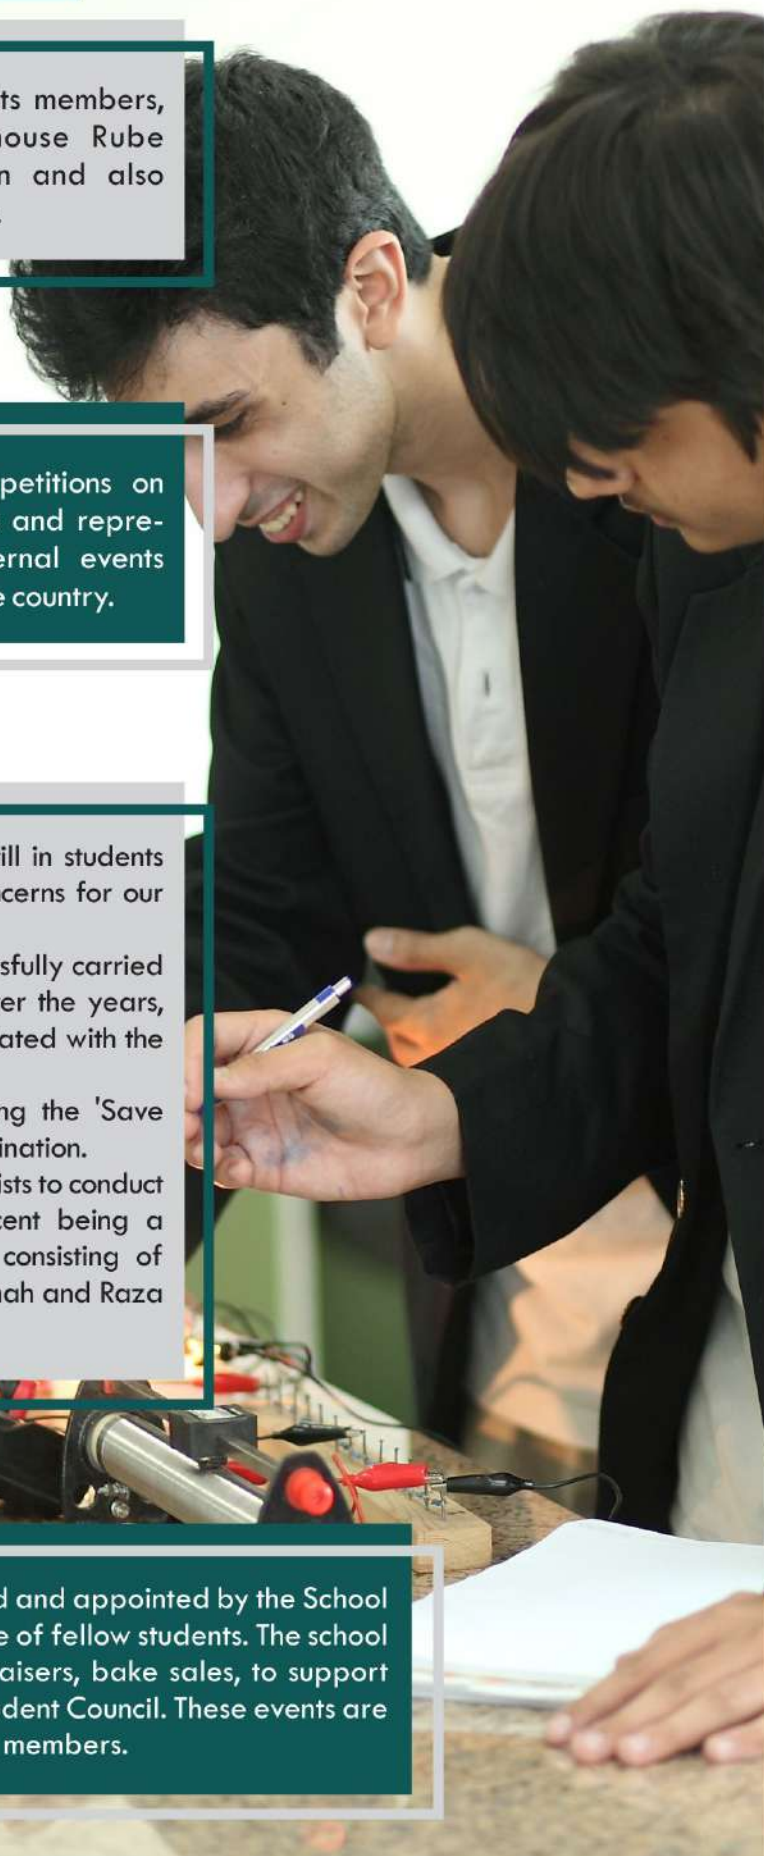 ts members,
ouse Rube
n and also
petitions on
and repre-
ernal events
e country.
ill in students
cerns for our
sfully carried
er the years,
ated with the
ng the 'Save
ination.
ists to conduct
cent being a
consisting of
nah and Raza
d and appointed by the School
e of fellow students. The school
aisers, bake sales, to support
dent Council. These events are
members.